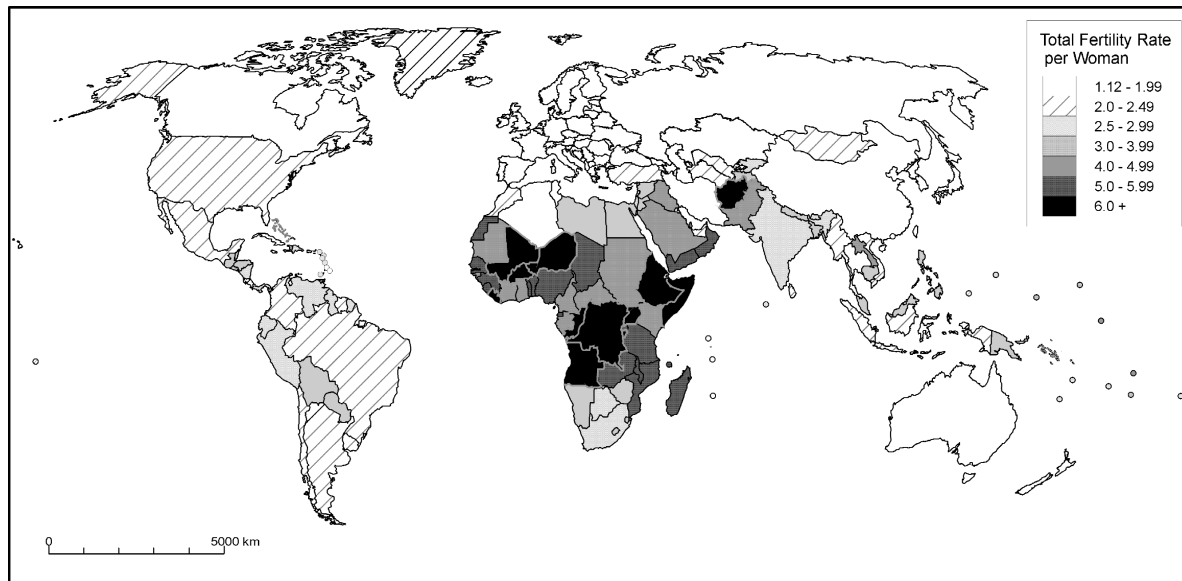 Total Fertility Rate
per Woman
1.12 - 1.99
2.0 - 2.49
2.5 - 2.99
3.0 - 3.99
4.0 - 4.99
5.0 - 5.99
6.0 +
0 5000 km